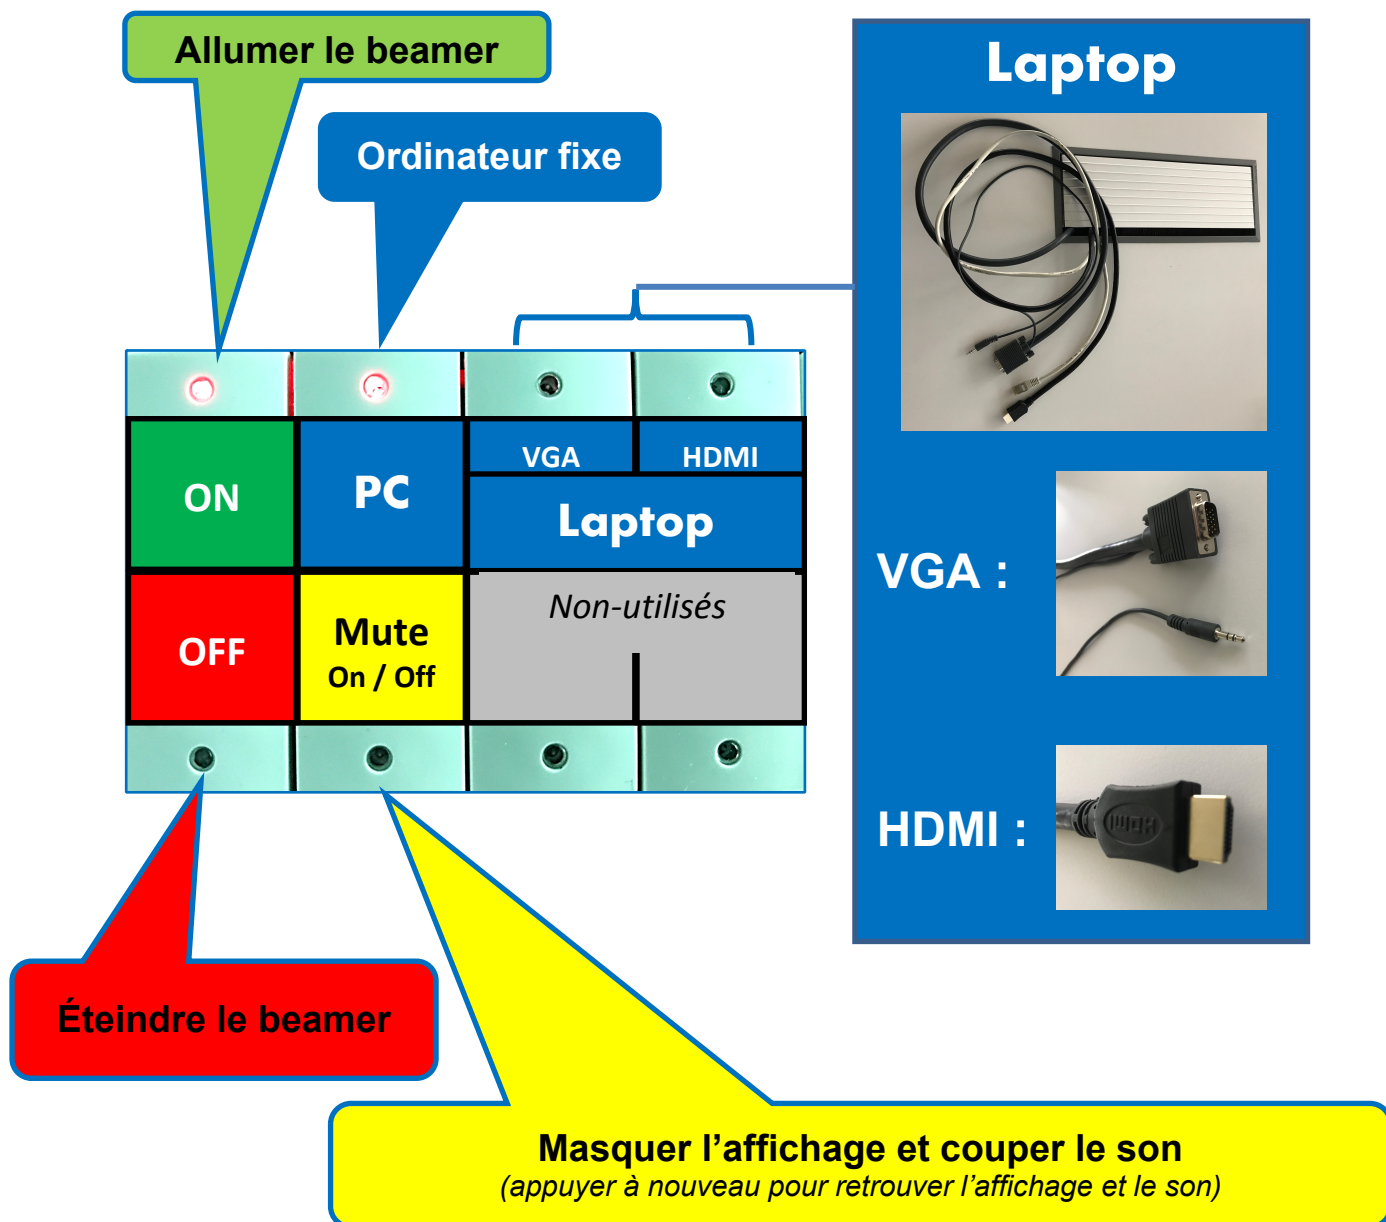 Allumer le beamer
Ordinateur fixe
Laptop
VGA
HDMI
ON
PC
Laptop
OFF
Mute
On / Off
Non-utilisés
VGA :
HDMI :
HDMI
Éteindre le beamer
Masquer l’affichage et couper le son
(appuyer à nouveau pour retrouver l’affichage et le son)